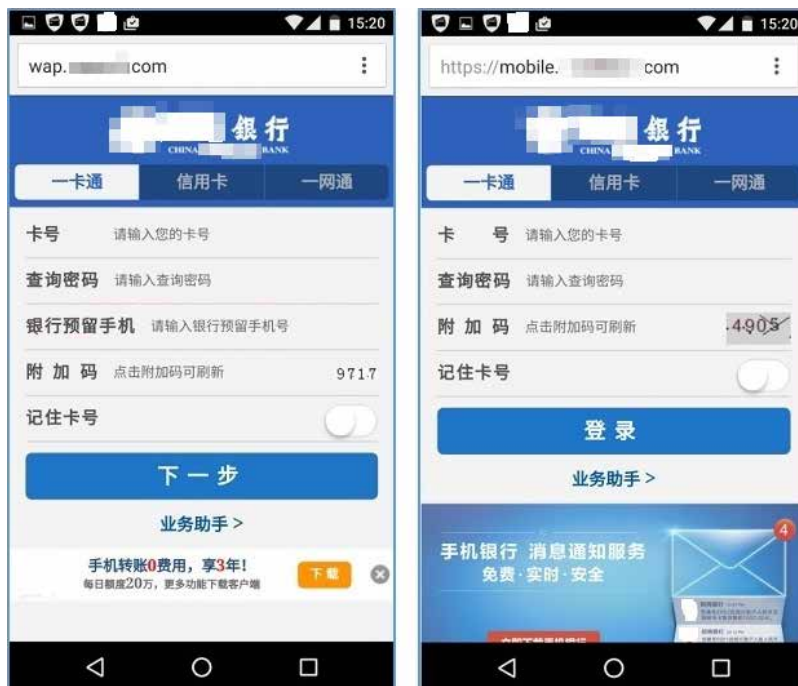 15:20
wap.
com
银行
CHINA
BANK
一卡通
信用卡
一网通
卡号
请输入您的卡号
查询密码
请输入查询密码
银行预留手机
请输入银行预留手机号
附加码
点击附加码可刷新
9717
记住卡号
下一步
业务助手 >
手机转账0费用，享3年!
每日额度20万，更多功能下载客户端
下载
15:20
https://mobile.
com
银行
CHINA
BANK
一卡通
信用卡
一网通
卡 号
请输入您的卡号
查询密码
请输入查询密码
附加码
点击附加码可刷新
4905
记住卡号
登录
业务助手 >
4
手机银行 消息通知服务
免费·实时·安全